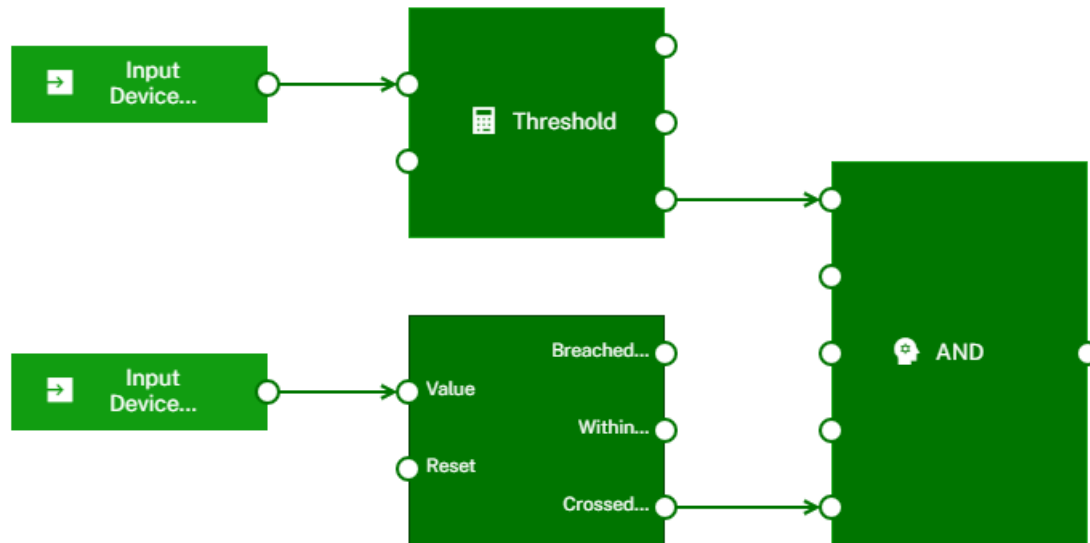 Input
Device...
Threshold
Input
Device...
Breached...
Value
Within...
Reset
Crossed...
AND